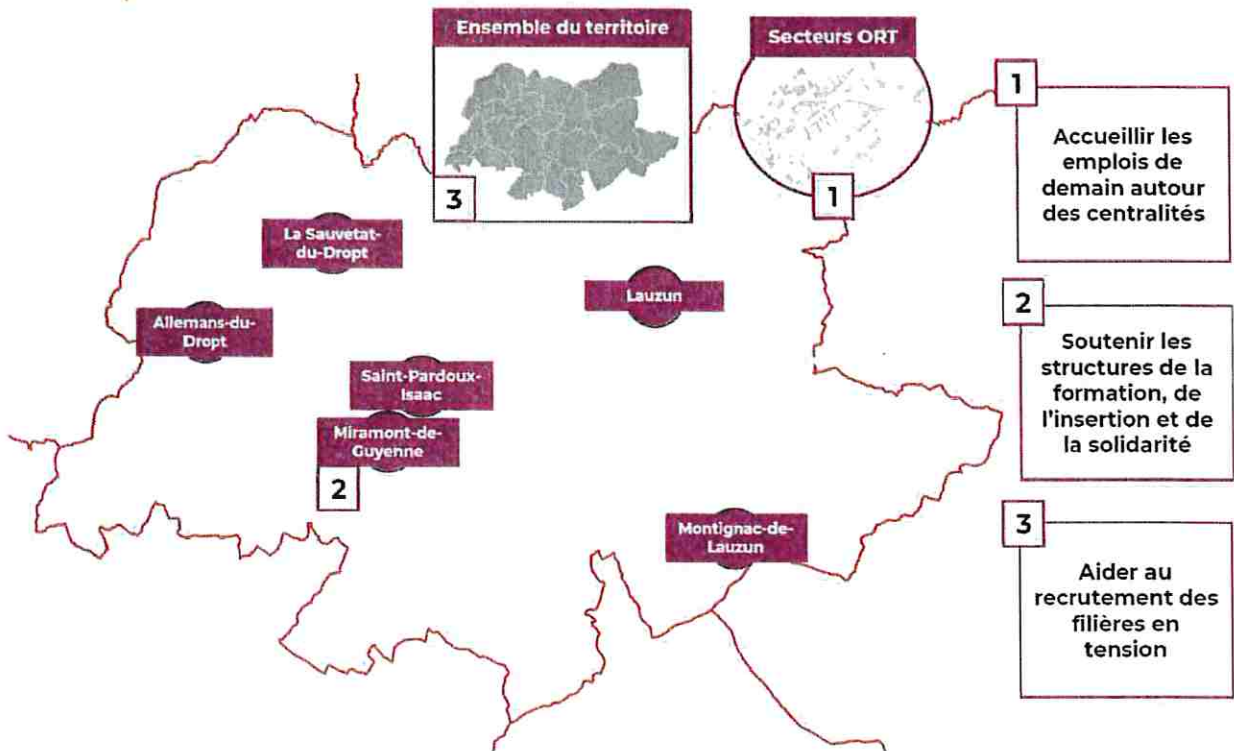 Ensemble du territoire
3
Secteurs ORT
1
La Sauvetat-
du-Dropt
Allemans-du-
Dropt
Lauzun
Saint-Pardoux-
Isaac
Miramont-de-
Guyenne
2
Montignac-de-
Lauzun
1
Accueillir les
emplois de
demain autour
des centralités
2
Soutenir les
structures de la
formation, de
l'insertion et de
la solidarité
3
Aider au
recrutement des
filières en
tension